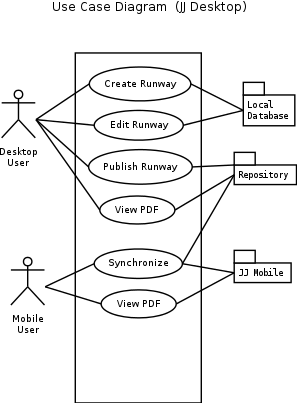 Use Case Diagram  (JJ Desktop)
Create Runway
Local
Database
Edit Runway
Desktop
User
Publish Runway
Repository
View PDF
Synchronize
JJ Mobile
View PDF
Mobile
User